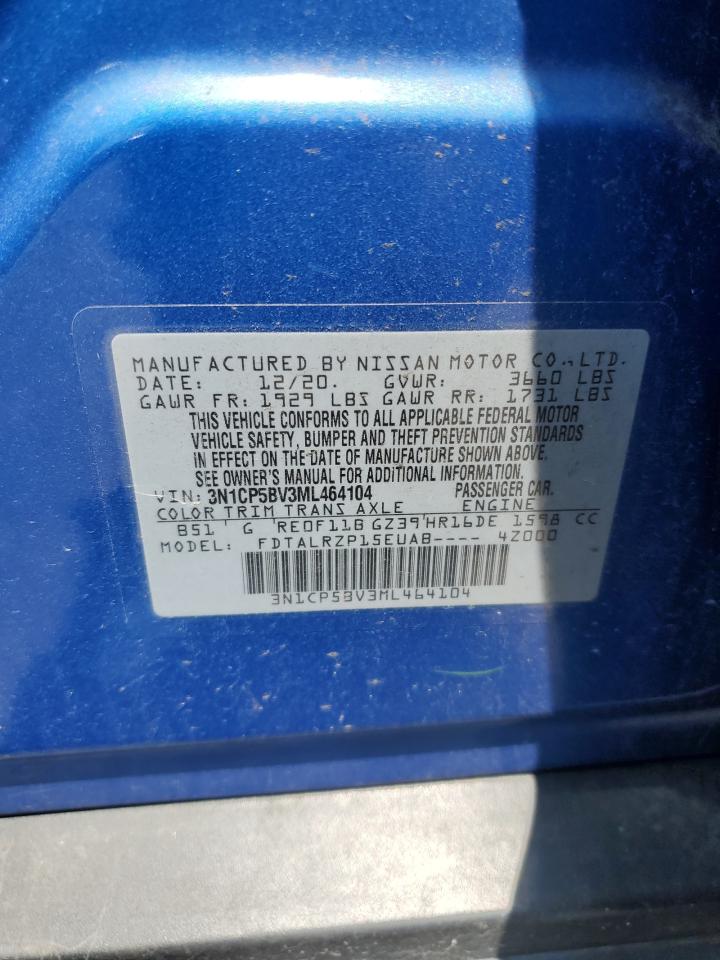 MANUFACTURED BY NISSAN MOTOR CO., LTD.
DATE: 12/20. GVWR: 3660 LBS
GAWR FR: 1929 LBS GAWR RR: 1731 LBS
THIS VEHICLE CONFORMS TO ALL APPLICABLE FEDERAL MOTOR
VEHICLE SAFETY, BUMPER AND THEFT PREVENTION STANDARDS
IN EFFECT ON THE DATE OF MANUFACTURE SHOWN ABOVE.
SEE OWNER'S MANUAL FOR ADDITIONAL INFORMATION.
VIN: 3N1CP5BV3ML464104 PASSENGER CAR.
COLOR TRIM TRANS AXLE ENGINE
B51 G RE0F11B GZ39 HR16DE 1598 CC
MODEL: FDTALRZP15EUAB---- 4Z000
3N1CP5BV3ML464104